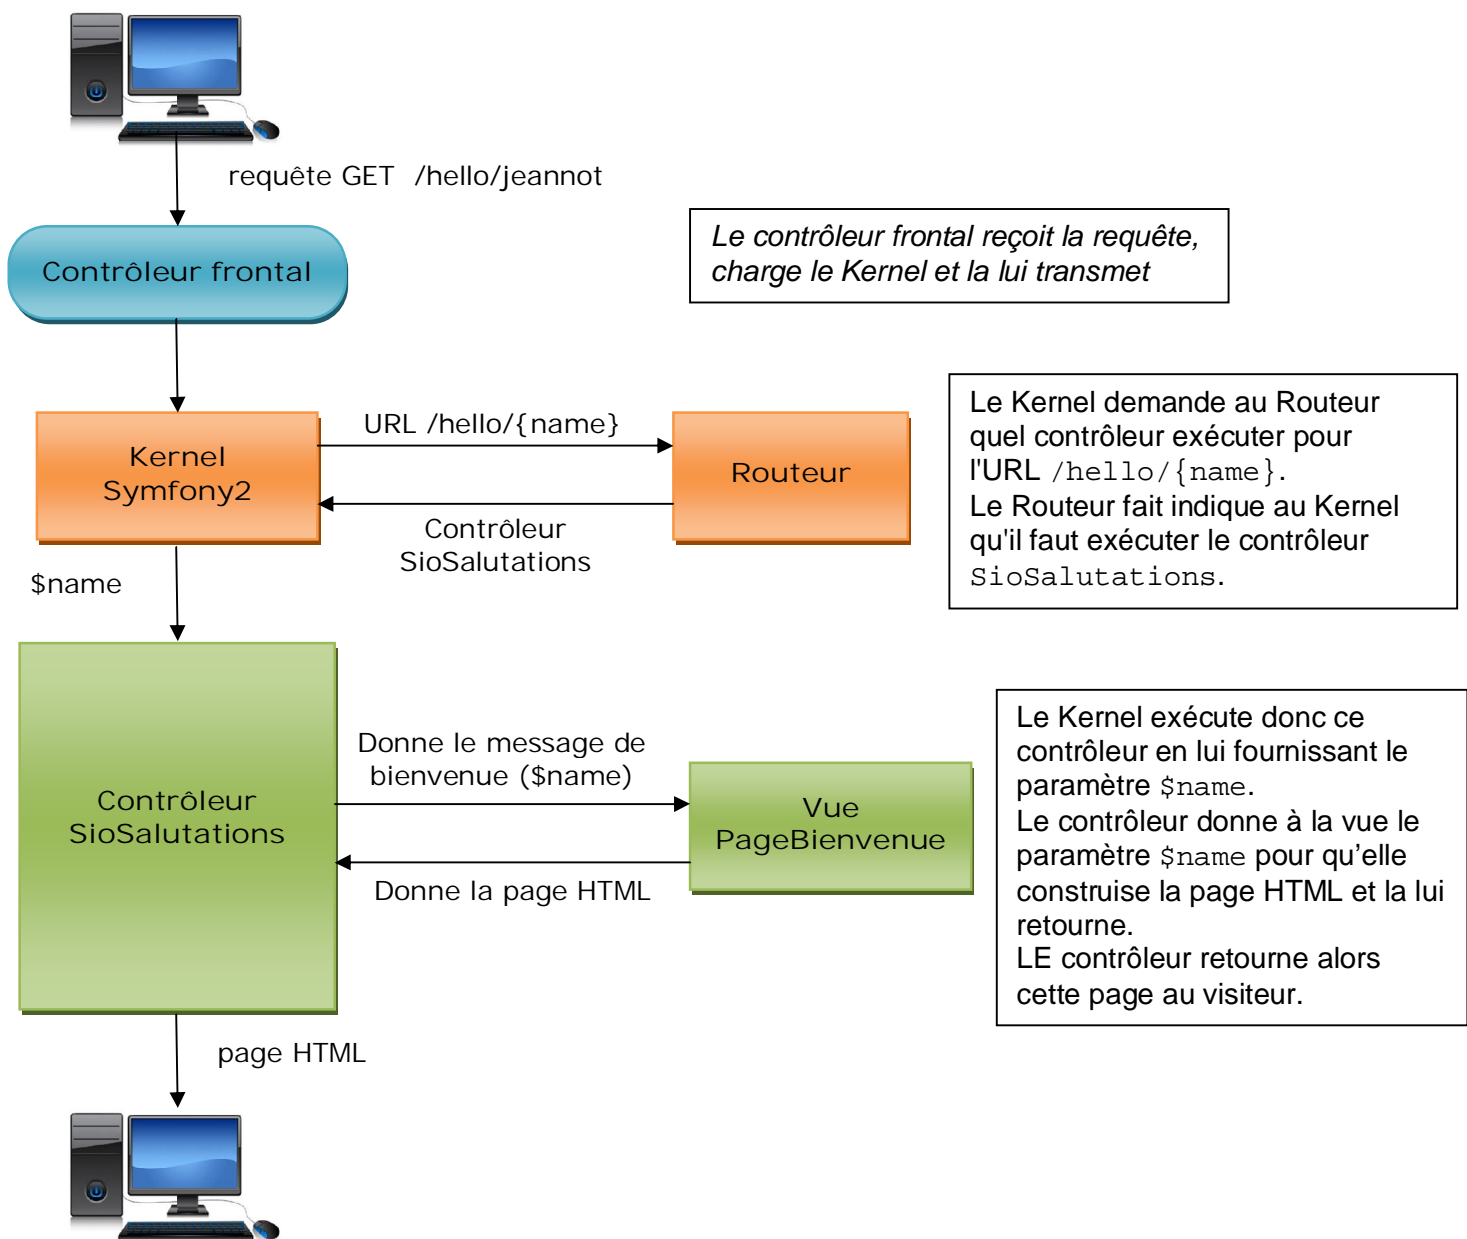 requête GET /hello/jeannot
Contrôleur frontal
Le contrôleur frontal reçoit la requête,
charge le Kernel et la lui transmet
Kernel
Symfony2
URL /hello/{name}
Contrôleur
SioSalutations
Routeur
Le Kernel demande au Routeur
quel contrôleur exécuter pour
l'URL /hello/{name}.
Le Routeur fait indique au Kernel
qu'il faut exécuter le contrôleur
SioSalutations.
$name
Contrôleur
SioSalutations
Donne le message de
bienvenue ($name)
Donne la page HTML
Vue
PageBienvenue
Le Kernel exécute donc ce
contrôleur en lui fournissant le
paramètre $name.
Le contrôleur donne à la vue le
paramètre $name pour qu’elle
construise la page HTML et la lui
retourne.
LE contrôleur retourne alors
cette page au visiteur.
page HTML